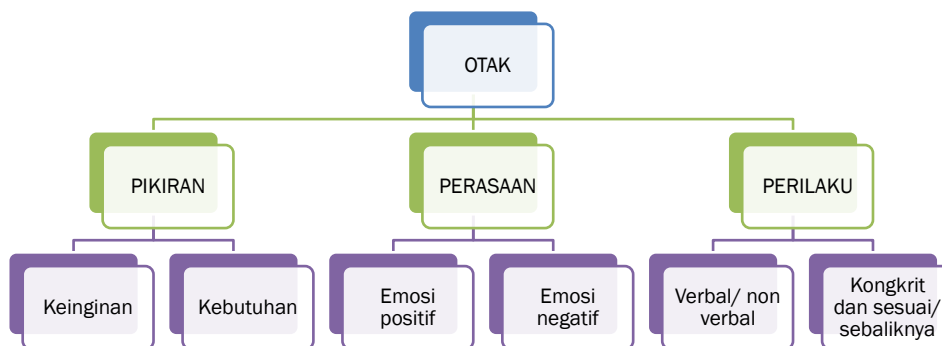 OTAK
PIKIRAN
PERASAAN
PERILAKU
Keinginan
Kebutuhan
Emosi
positif
Emosi
negatif
Verbal/ non
verbal
Kongkrit
dan sesuai/
sebaliknya